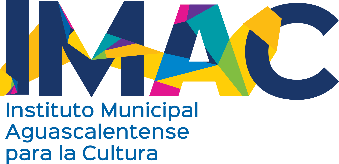 IMAC
Instituto Municipal
Aguascalentense
para la Cultura